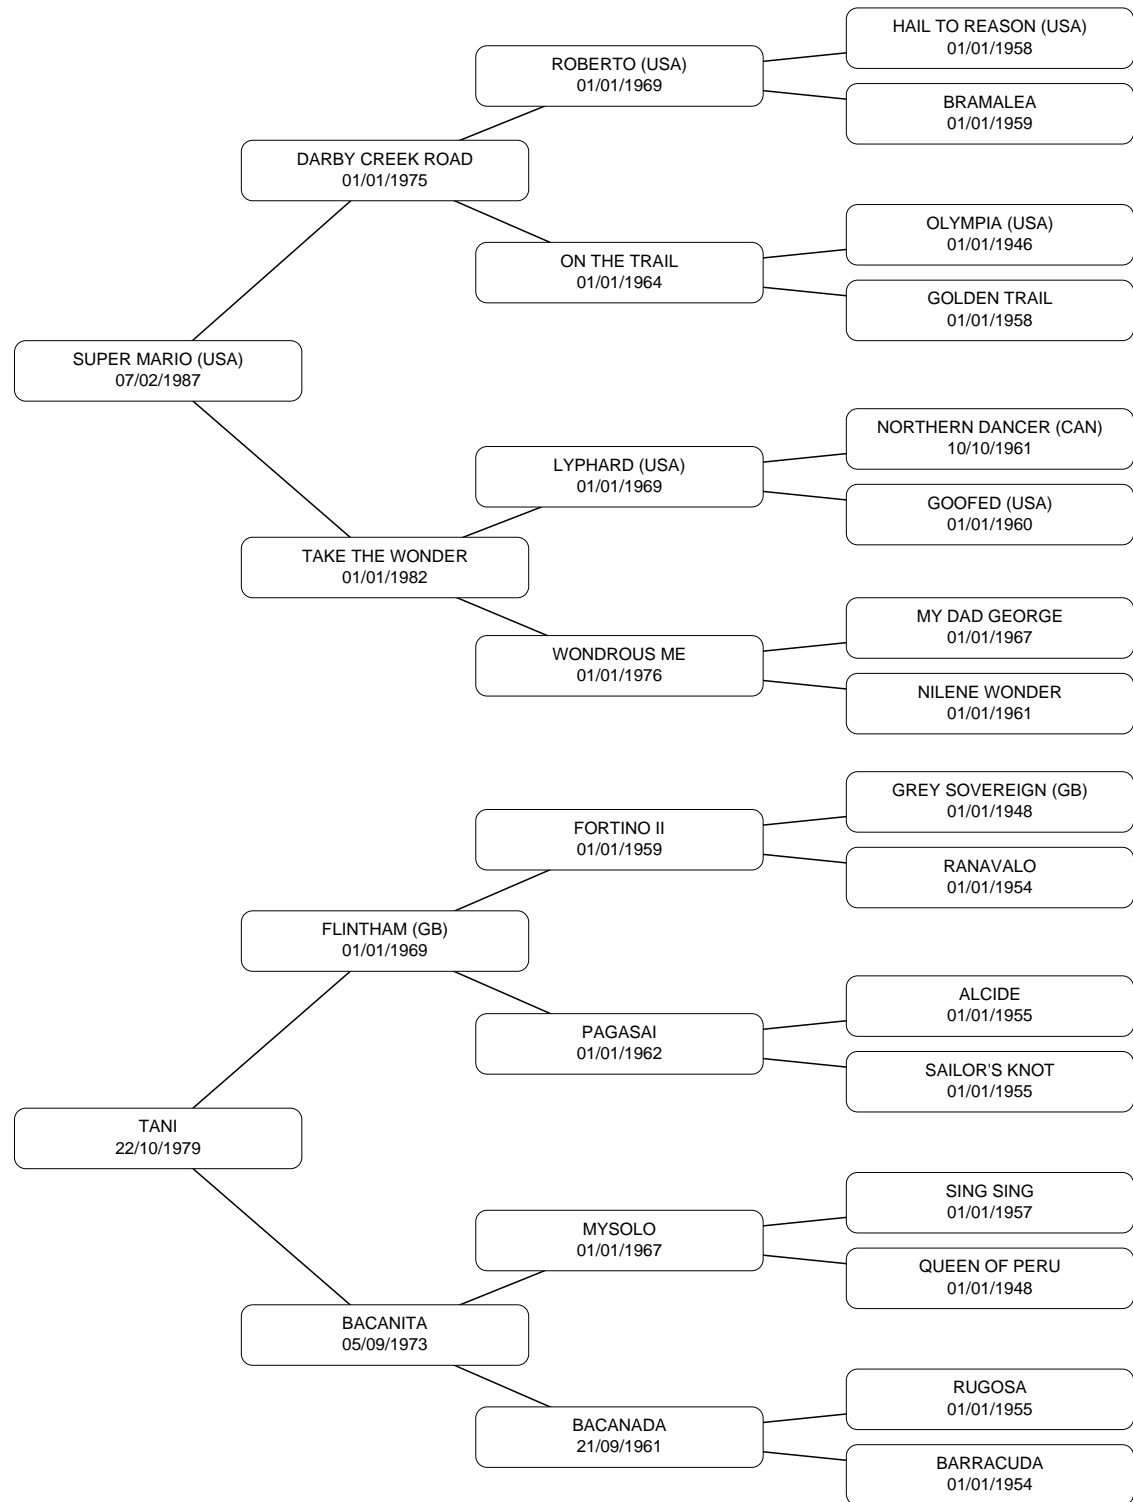 HAIL TO REASON (USA)
01/01/1958
ROBERTO (USA)
01/01/1969
BRAMALEA
01/01/1959
DARBY CREEK ROAD
01/01/1975
OLYMPIA (USA)
01/01/1946
ON THE TRAIL
01/01/1964
GOLDEN TRAIL
01/01/1958
SUPER MARIO (USA)
07/02/1987
NORTHERN DANCER (CAN)
10/10/1961
LYPHARD (USA)
01/01/1969
GOOFED (USA)
01/01/1960
TAKE THE WONDER
01/01/1982
MY DAD GEORGE
01/01/1967
WONDROUS ME
01/01/1976
NILENE WONDER
01/01/1961
GREY SOVEREIGN (GB)
01/01/1948
FORTINO II
01/01/1959
RANAVALO
01/01/1954
FLINTHAM (GB)
01/01/1969
ALCIDE
01/01/1955
PAGASAI
01/01/1962
SAILOR'S KNOT
01/01/1955
TANI
22/10/1979
SING SING
01/01/1957
MYSOLO
01/01/1967
QUEEN OF PERU
01/01/1948
BACANITA
05/09/1973
RUGOSA
01/01/1955
BACANADA
21/09/1961
BARRACUDA
01/01/1954